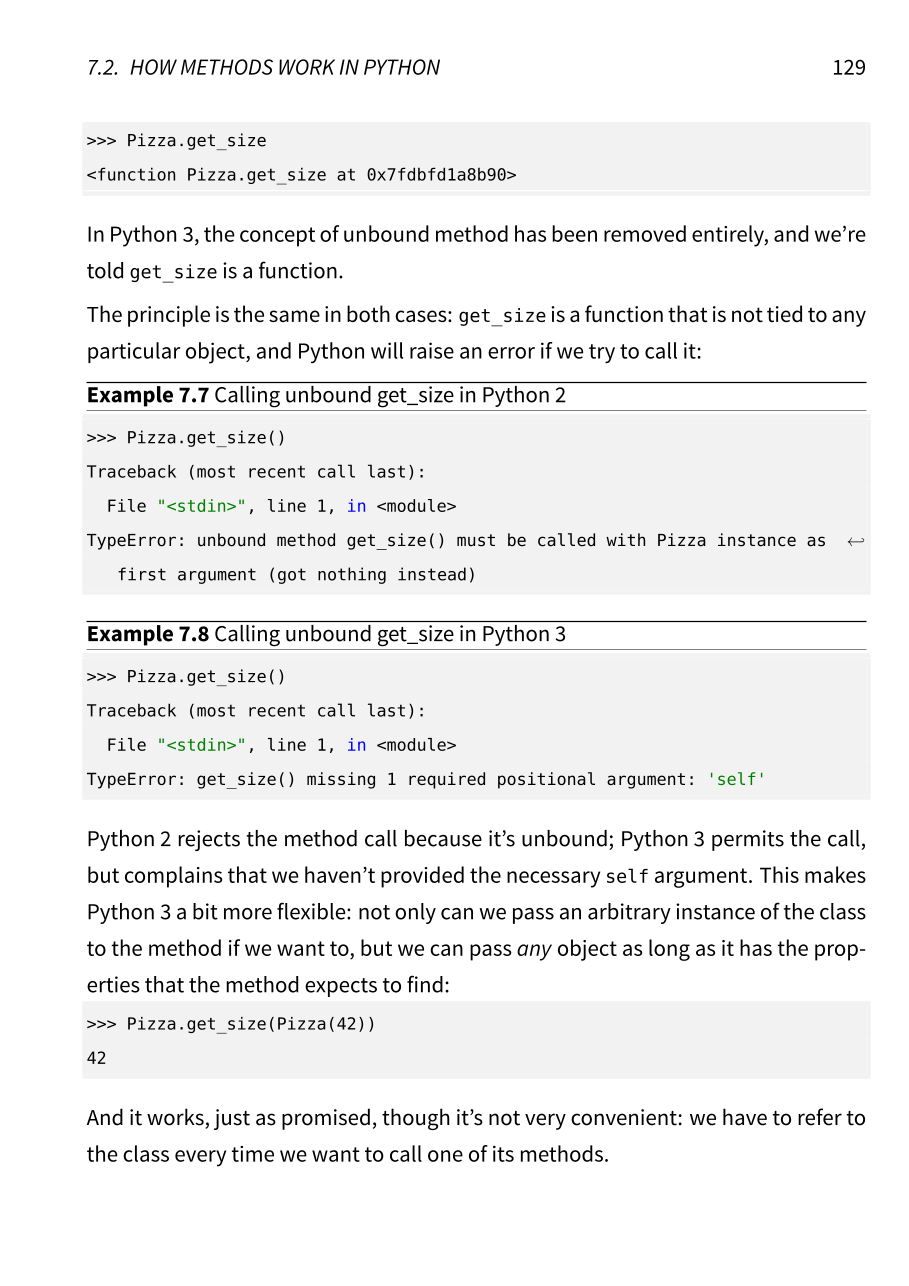 7.2. HOW METHODS WORK IN PYTHON 129
>>> Pizza.get_size
<function Pizza.get_size at 0x7fdbfd1a8b90>
In Python 3, the concept of unbound method has been removed entirely, and we’re
told get_size is a function.
The principle is the same in both cases: get_size is a function that is not tied to any
particular object, and Python will raise an error if we try to call it:
Example 7.7 Calling unbound get_size in Python 2
>>> Pizza.get_size()
Traceback (most recent call last):
  File "<stdin>", line 1, in <module>
TypeError: unbound method get_size() must be called with Pizza instance as ↩
   first argument (got nothing instead)
Example 7.8 Calling unbound get_size in Python 3
>>> Pizza.get_size()
Traceback (most recent call last):
  File "<stdin>", line 1, in <module>
TypeError: get_size() missing 1 required positional argument: 'self'
Python 2 rejects the method call because it’s unbound; Python 3 permits the call,
but complains that we haven’t provided the necessary self argument. This makes
Python 3 a bit more flexible: not only can we pass an arbitrary instance of the class
to the method if we want to, but we can pass any object as long as it has the prop-
erties that the method expects to find:
>>> Pizza.get_size(Pizza(42))
42
And it works, just as promised, though it’s not very convenient: we have to refer to
the class every time we want to call one of its methods.